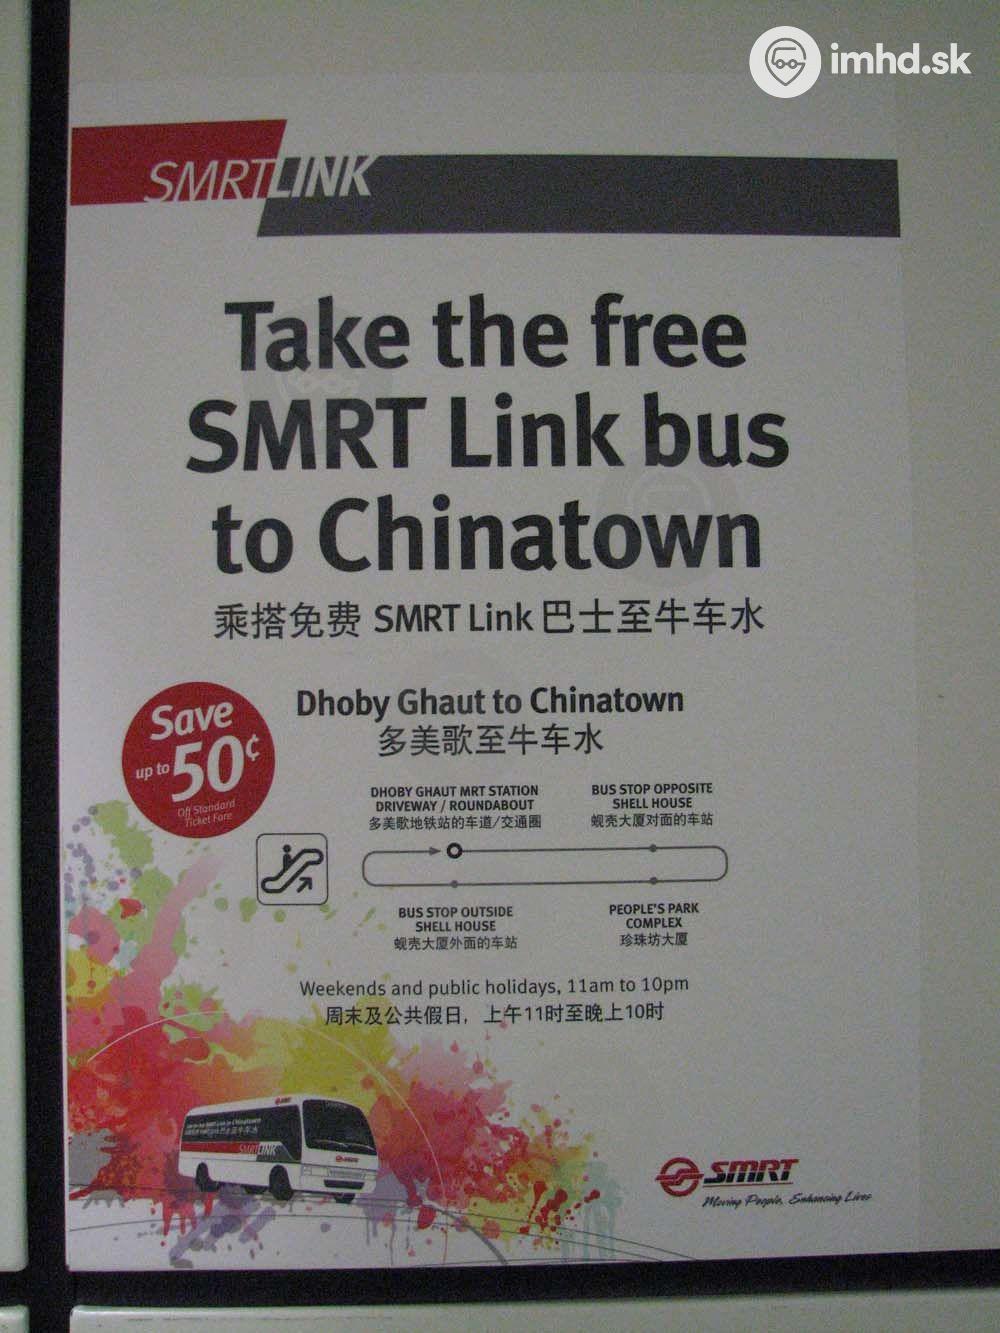 imhd.sk
SMRTLINK
Take the free
SMRT Link bus
to Chinatown
乘搭免费 SMRT Link 巴士至牛车水
Save
up to 50¢
Off Standard
Ticket Fare
Dhoby Ghaut to Chinatown
多美歌至牛车水
DHOBY GHAUT MRT STATION
DRIVEWAY / ROUNDABOUT
多美歌地铁站的车道/交通圈
BUS STOP OPPOSITE
SHELL HOUSE
蚬壳大厦对面的车站
BUS STOP OUTSIDE
SHELL HOUSE
蚬壳大厦外面的车站
PEOPLE'S PARK
COMPLEX
珍珠坊大厦
Weekends and public holidays, 11am to 10pm
周末及公共假日, 上午11时至晚上10时
SMRTLINK
SMRT
Moving People, Enhancing Lives